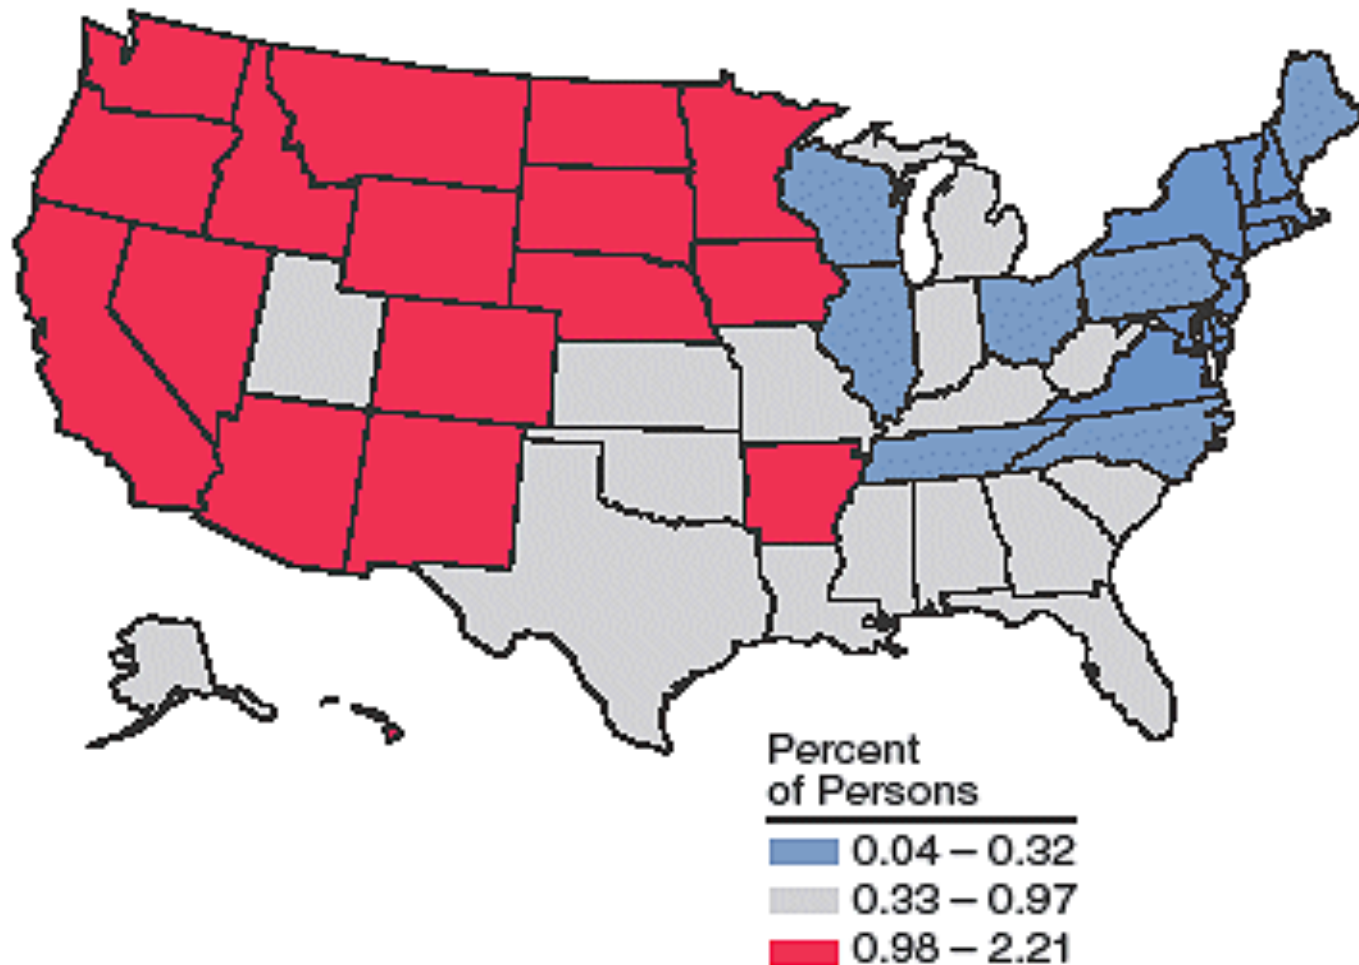 Percent
of Persons
0.04 – 0.32
0.33 – 0.97
0.98 – 2.21